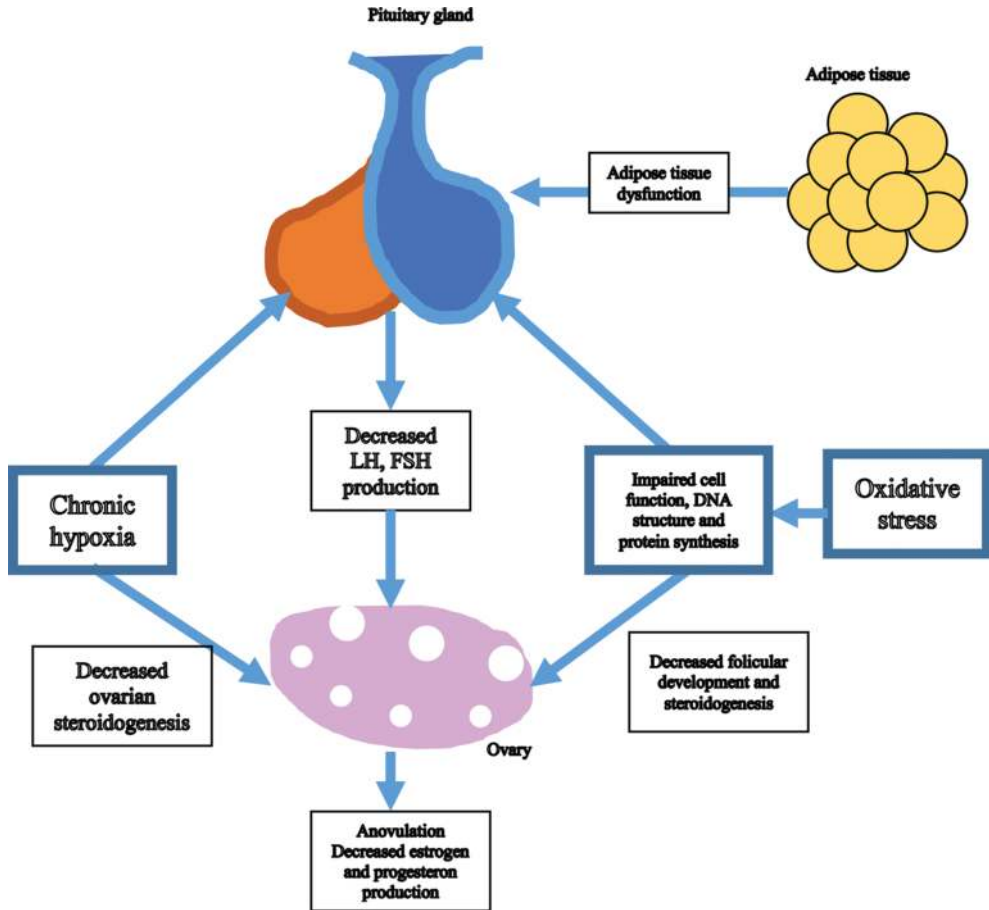 Pituitary gland
Adipose tissue
Adipose tissue
dysfunction
Decreased
LH, FSH
production
Chronic
hypoxia
Impaired cell
function, DNA
structure and
protein synthesis
Oxidative
stress
Decreased
ovarian
steroidogenesis
Decreased folicular
development and
steroidogenesis
Ovary
Anovulation
Decreased estrogen
and progesteron
production